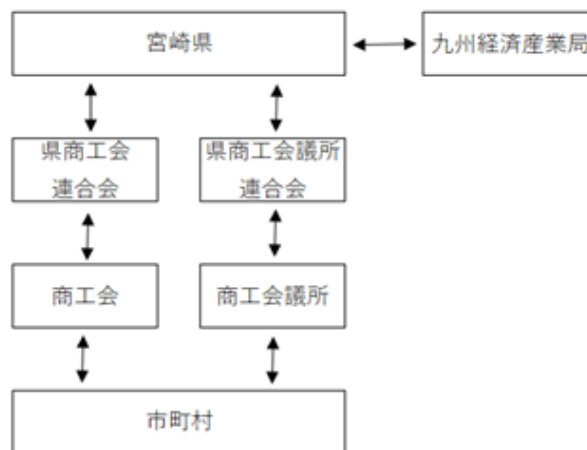 宮崎県
九州経済産業局
県商工会
連合会
県商工会議所
連合会
商工会
商工会議所
市町村